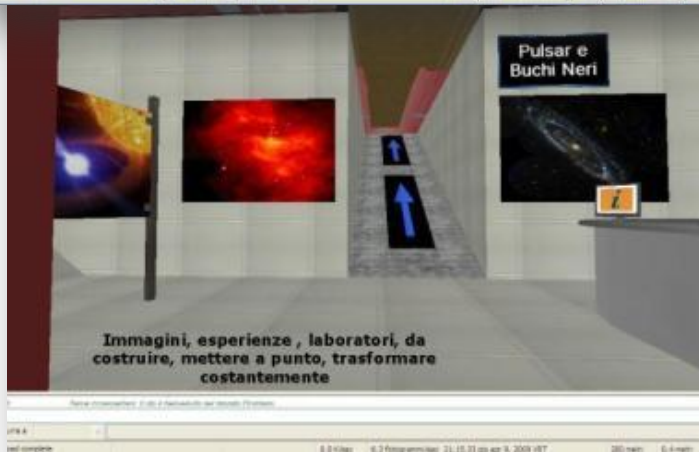 Pulsar e
Buchi Neri
i
Immagini, esperienze , laboratori, da
costruire, mettere a punto, trasformare
costantemente